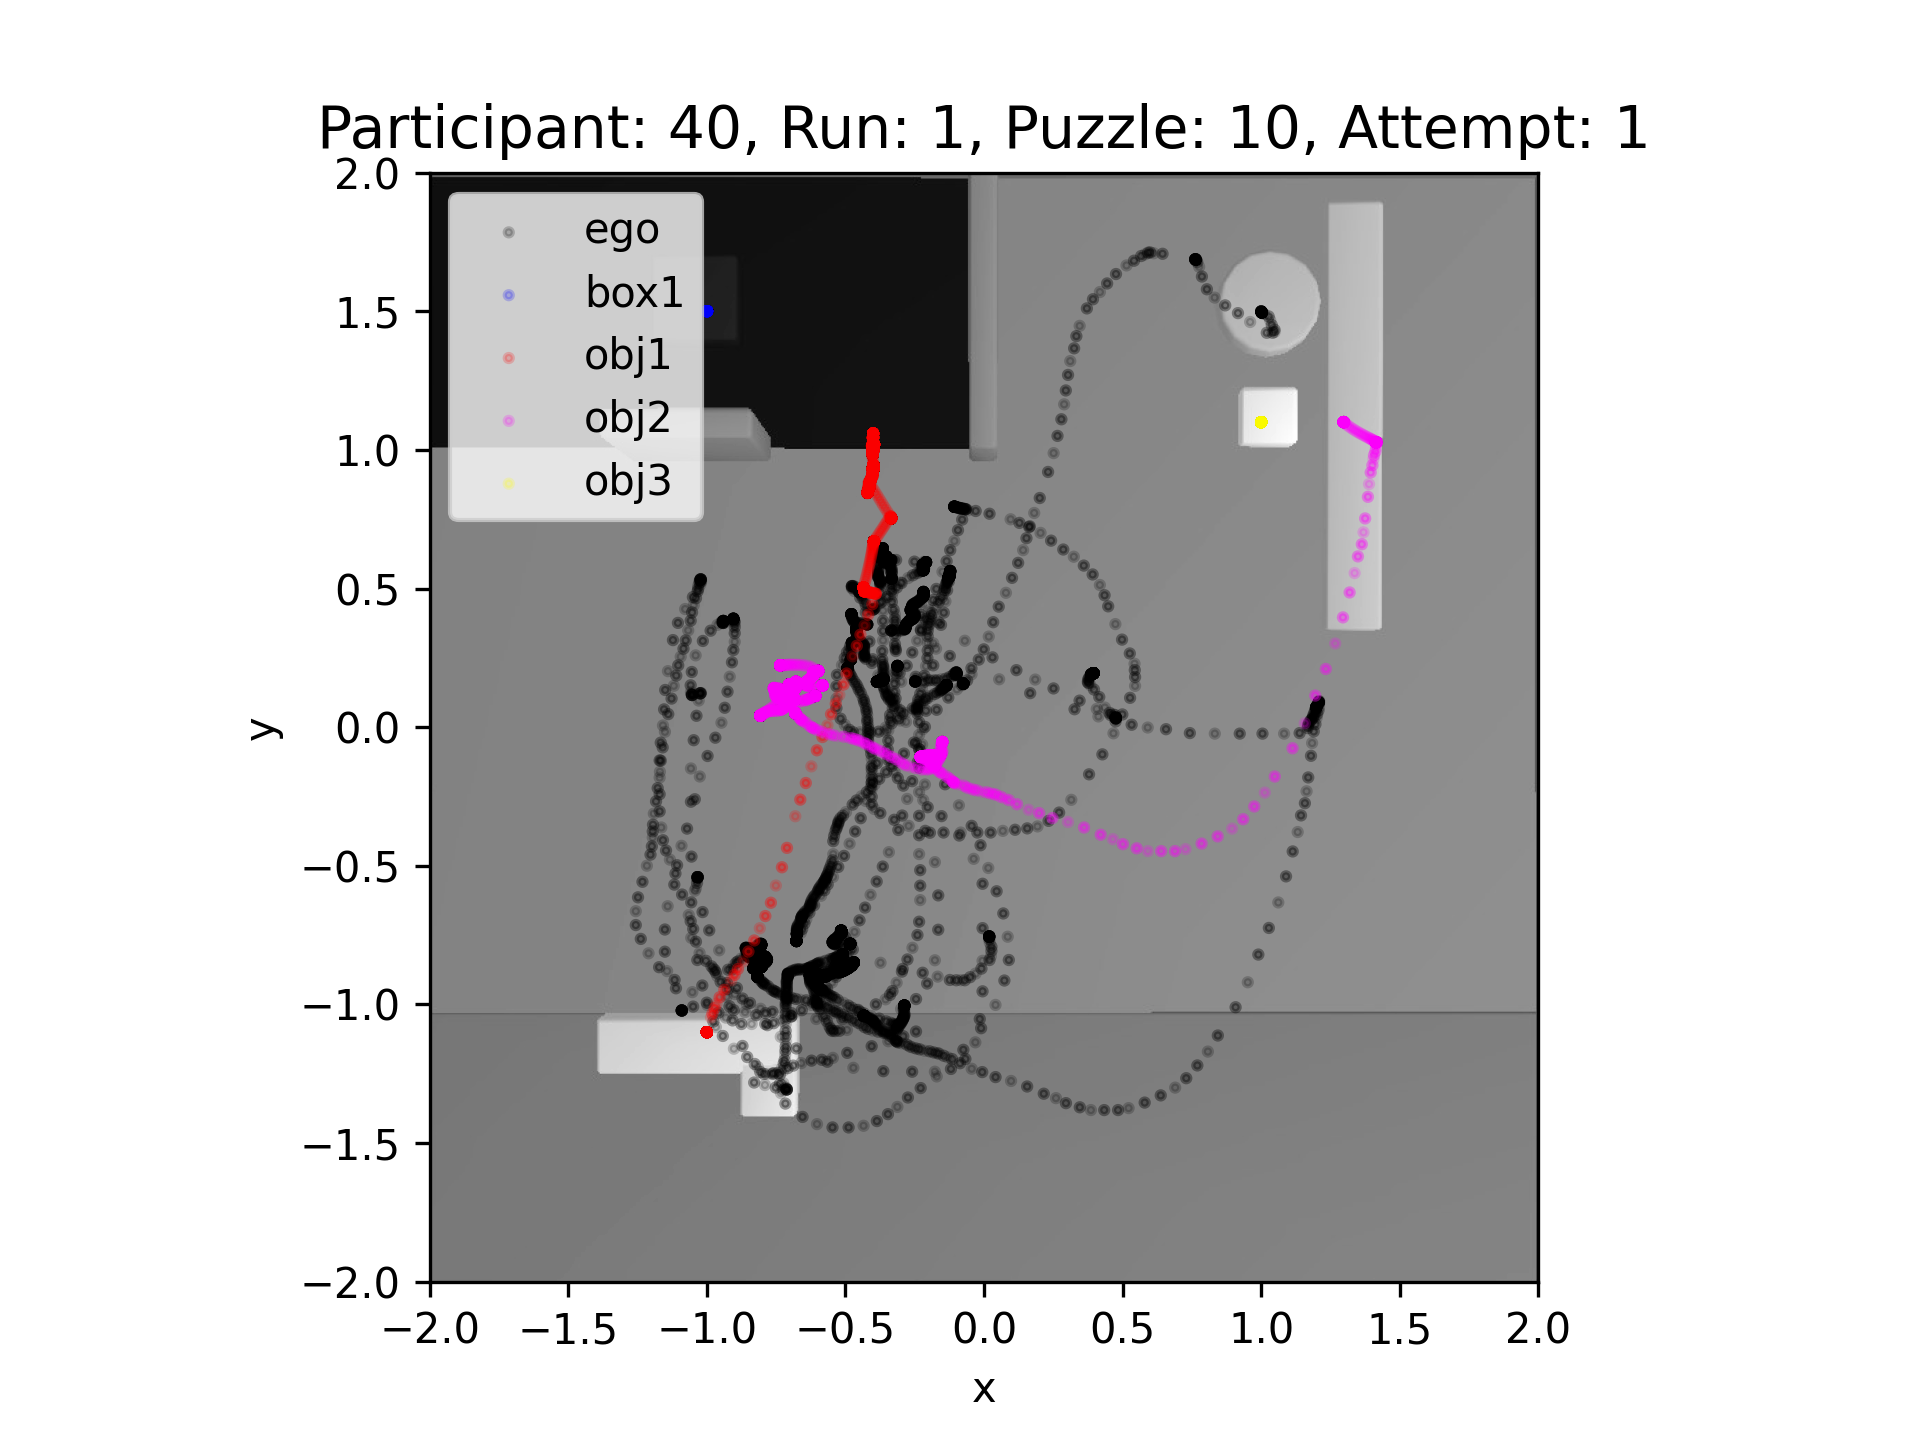 Participant: 40, Run: 1, Puzzle: 10, Attempt: 1
2.0
1.5
1.0
0.5
0.0
−0.5
−1.0
−1.5
−2.0
y
ego
box1
obj1
obj2
obj3
−2.0 −1.5 −1.0 −0.5 0.0 0.5 1.0 1.5 2.0
x